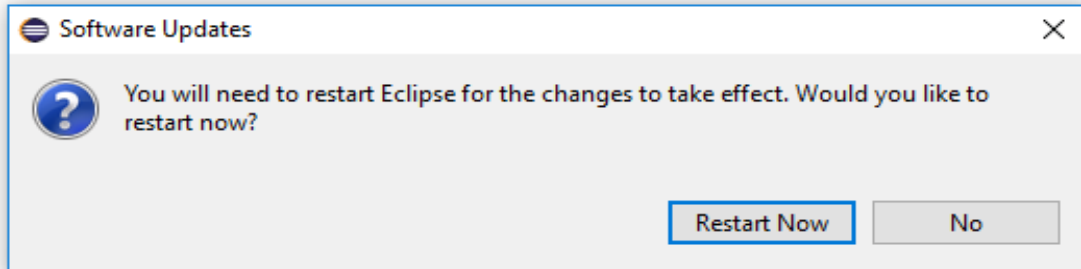 Software Updates
You will need to restart Eclipse for the changes to take effect. Would you like to
restart now?
Restart Now
No